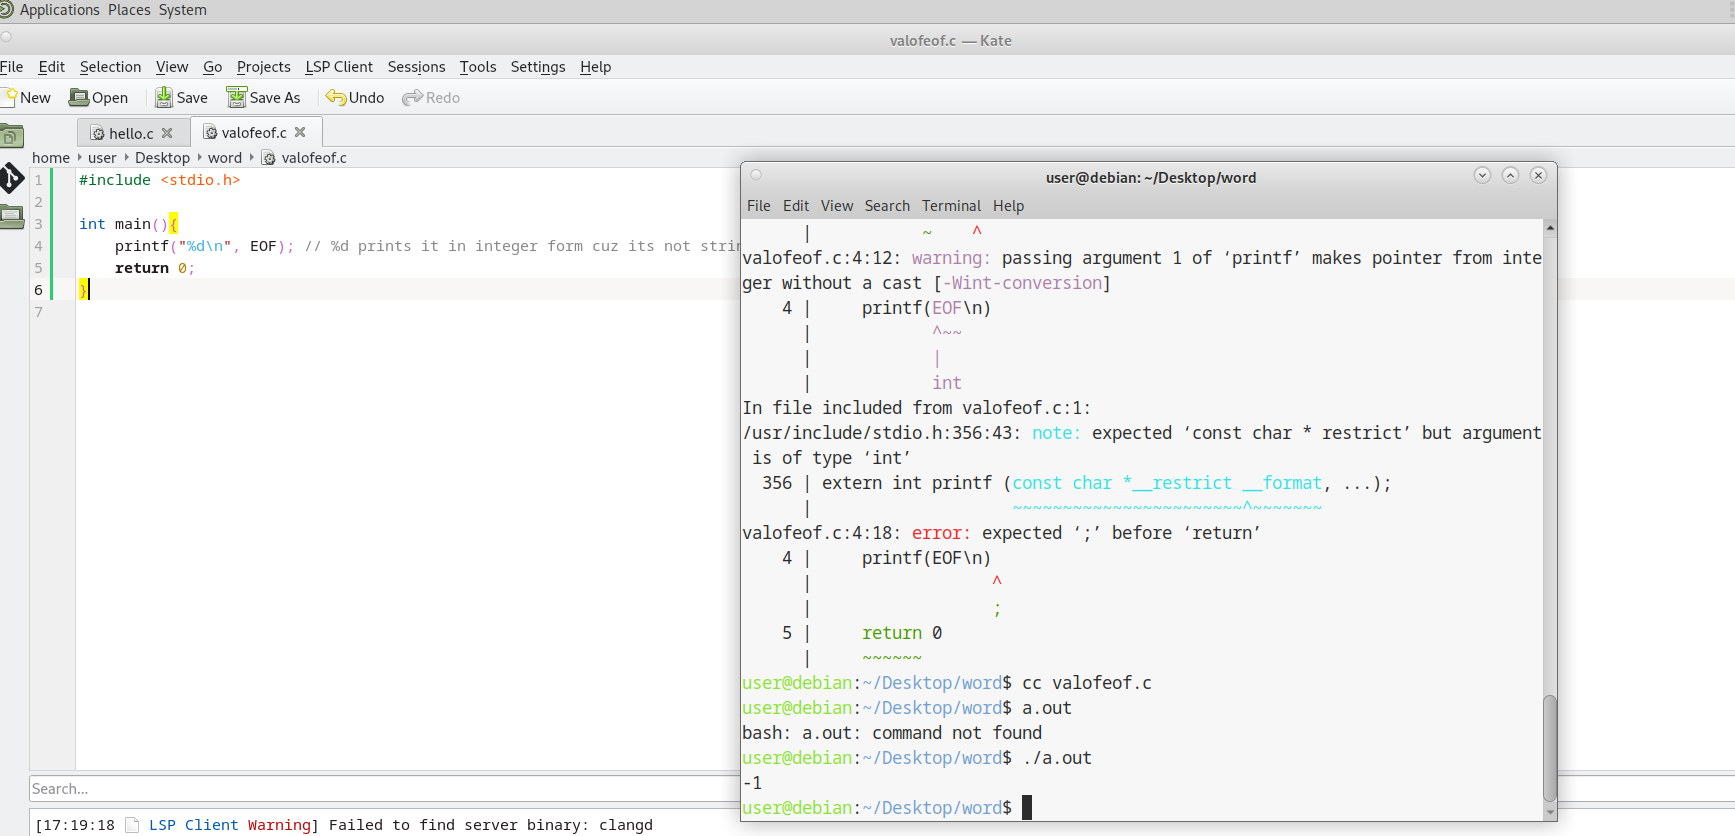 Applications Places System
valofeof.c — Kate
File Edit Selection View Go Projects LSP Client Sessions Tools Settings Help
New Open Save Save As Undo Redo
hello.c valofeof.c
home user Desktop word valofeof.c
1 #include <stdio.h>
2
3 int main(){
4 printf("%d\n", EOF); // %d prints it in integer form cuz its not strin
5 return 0;
6 }
7
Search...
[17:19:18 LSP Client Warning] Failed to find server binary: clangd
user@debian: ~/Desktop/word
File Edit View Search Terminal Help
| ~ ^
valofeof.c:4:12: warning: passing argument 1 of ‘printf’ makes pointer from inte
ger without a cast [-Wint-conversion]
4 | printf(EOF\n)
| ^~~
| |
| int
In file included from valofeof.c:1:
/usr/include/stdio.h:356:43: note: expected ‘const char * restrict’ but argument
is of type ‘int’
356 | extern int printf (const char *__restrict __format, ...);
| ~~~~~~~~~~~~~~~~~~~~~~~^~~~~~~~
valofeof.c:4:18: error: expected ‘;’ before ‘return’
4 | printf(EOF\n)
| ^
| ;
5 | return 0
| ~~~~~~
user@debian:~/Desktop/word$ cc valofeof.c
user@debian:~/Desktop/word$ a.out
bash: a.out: command not found
user@debian:~/Desktop/word$ ./a.out
-1
user@debian:~/Desktop/word$